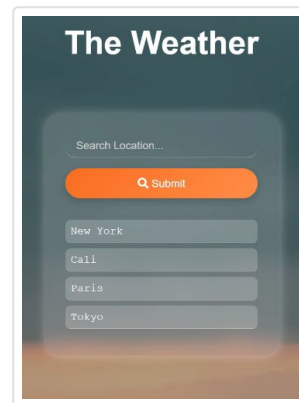 The Weather
Search Location...
Submit
New York
Cali
Paris
Tokyo